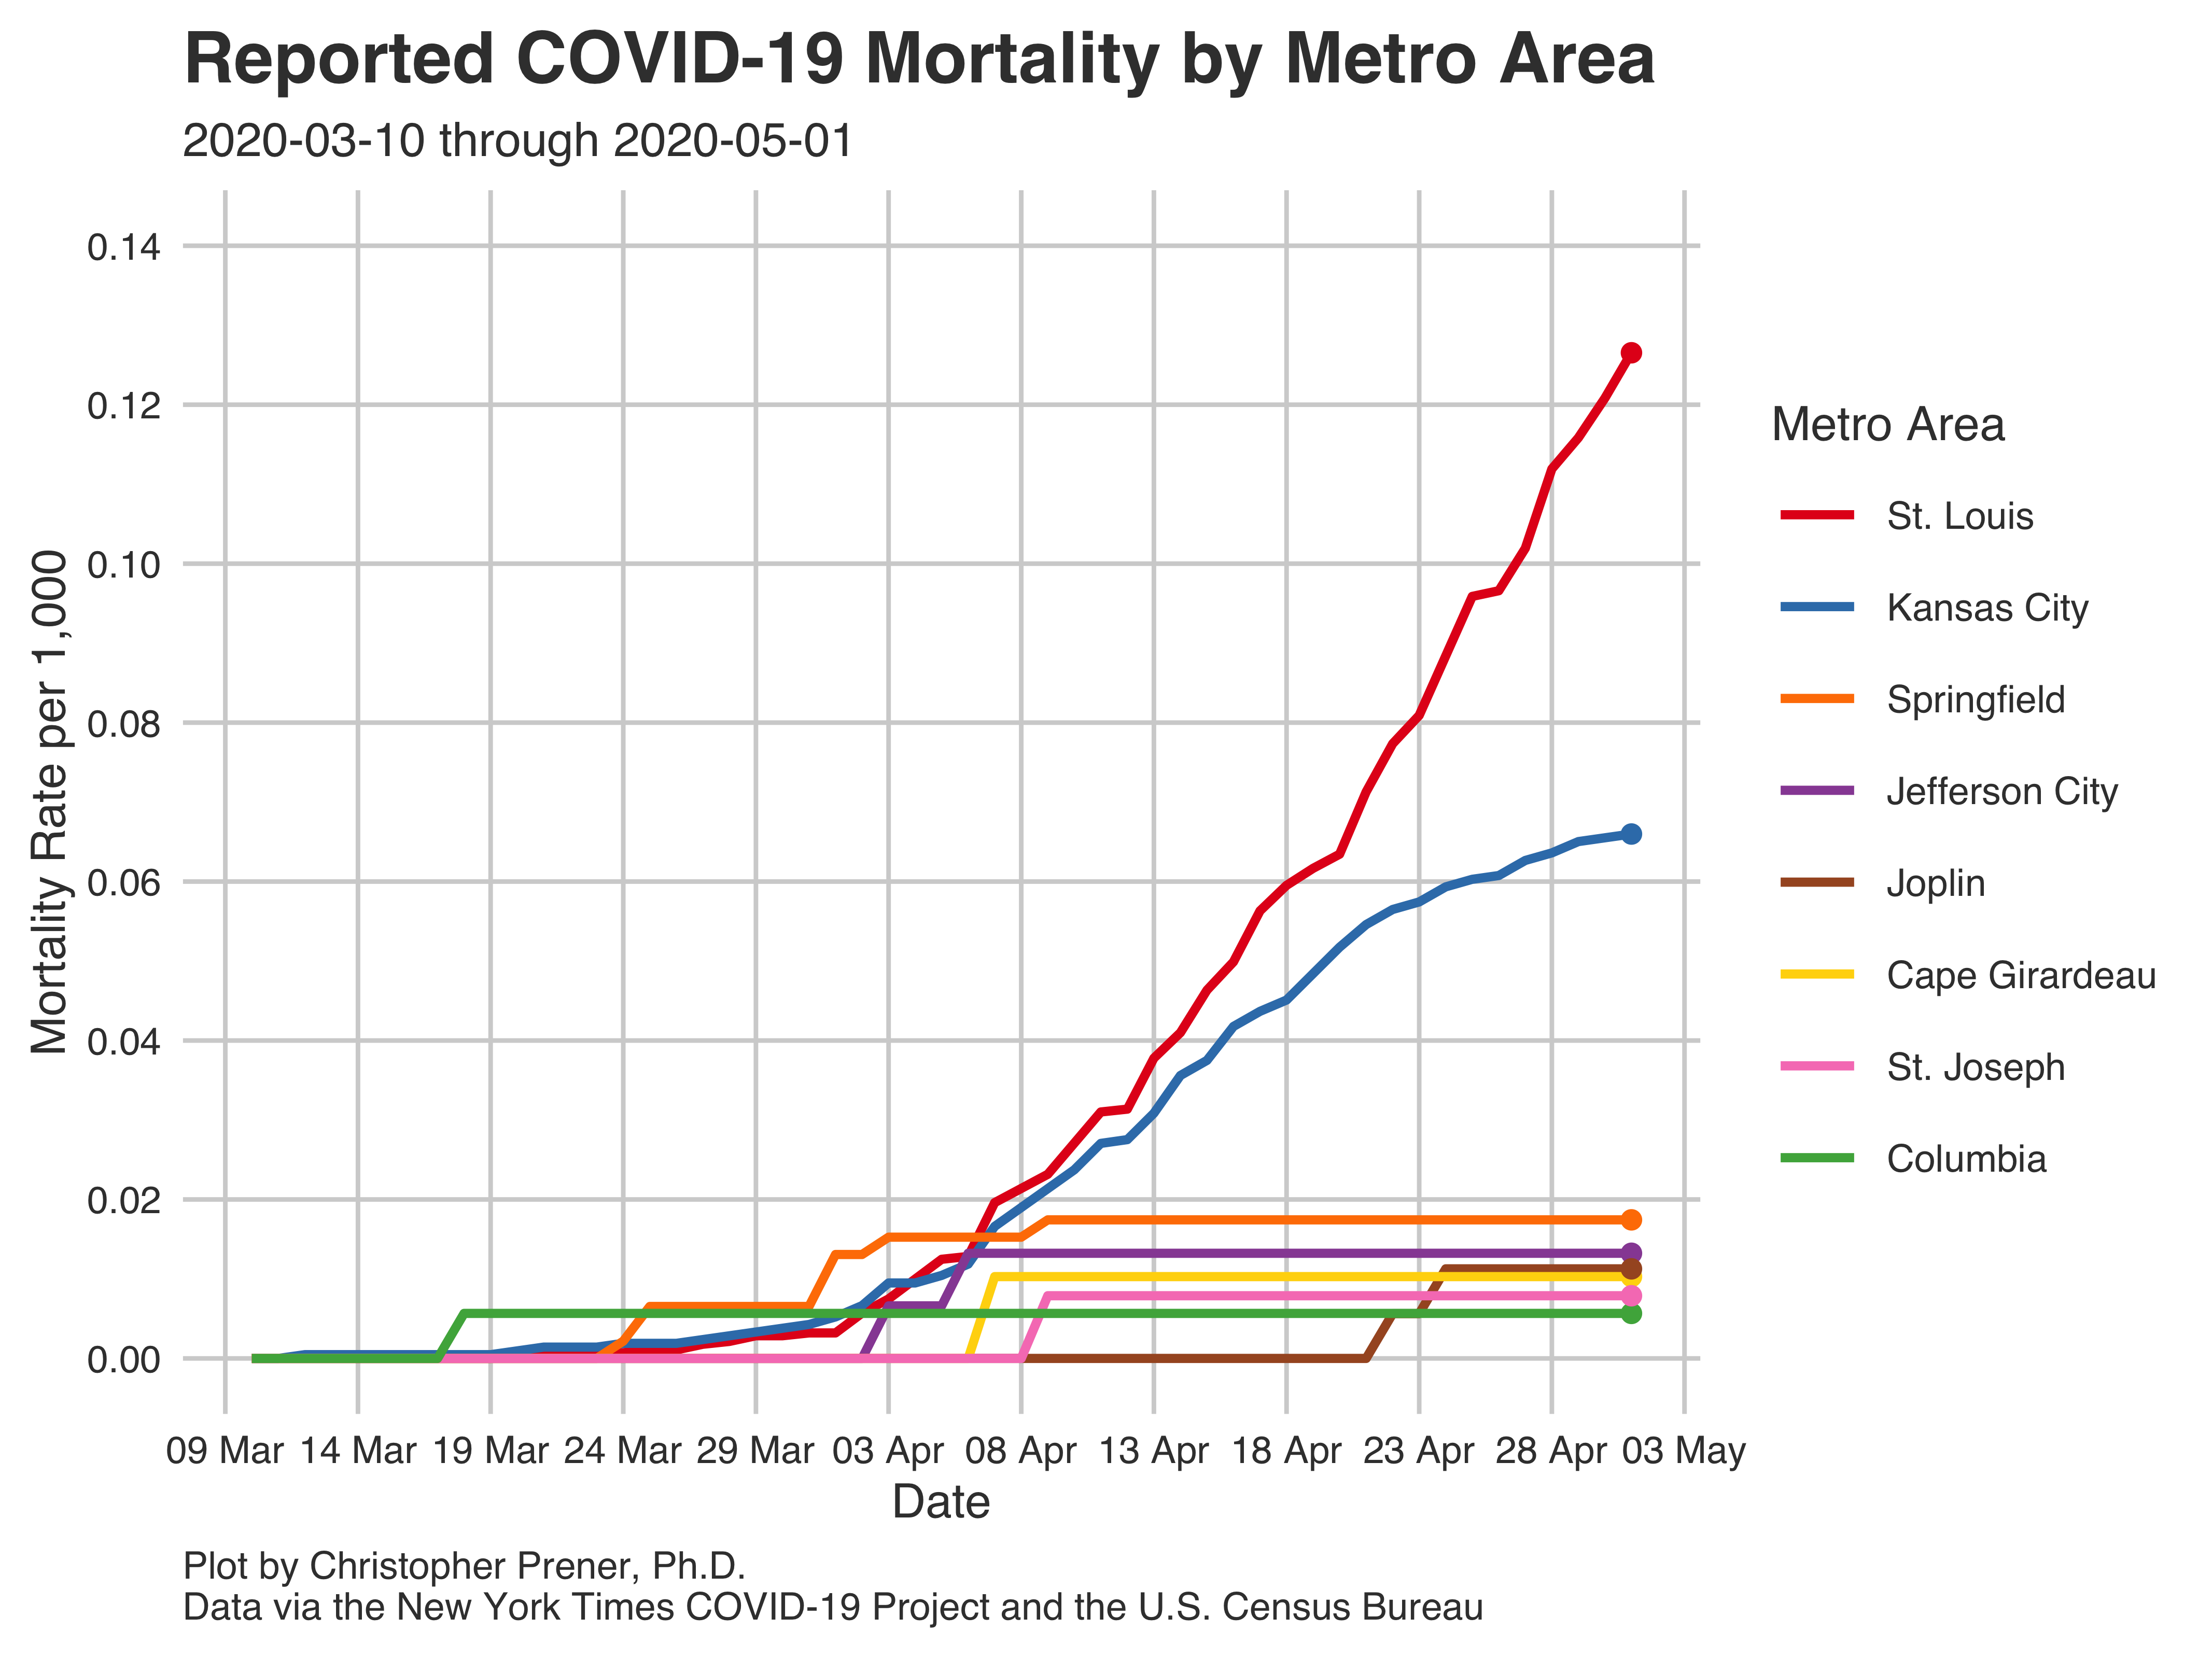 Reported COVID-19 Mortality by Metro Area
2020-03-10 through 2020-05-01
0.14
0.12
0.10
0.08
0.06
0.04
0.02
0.00
Mortality Rate per 1,000
09 Mar 14 Mar 19 Mar 24 Mar 29 Mar 03 Apr 08 Apr 13 Apr 18 Apr 23 Apr 28 Apr 03 May
Date
Metro Area
St. Louis
Kansas City
Springfield
Jefferson City
Joplin
Cape Girardeau
St. Joseph
Columbia
Plot by Christopher Prener, Ph.D.
Data via the New York Times COVID-19 Project and the U.S. Census Bureau